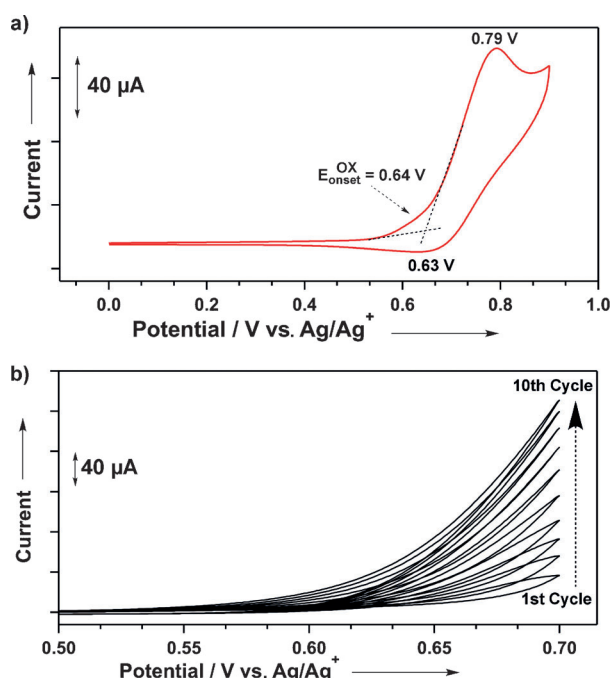 a)
0.79 V
40 µA
Current
OX
Eonset = 0.64 V
0.63 V
0.0 0.2 0.4 0.6 0.8 1.0
Potential / V vs. Ag/Ag+
b)
10th Cycle
40 µA
Current
1st Cycle
0.50 0.55 0.60 0.65 0.70
Potential / V vs. Ag/Ag+